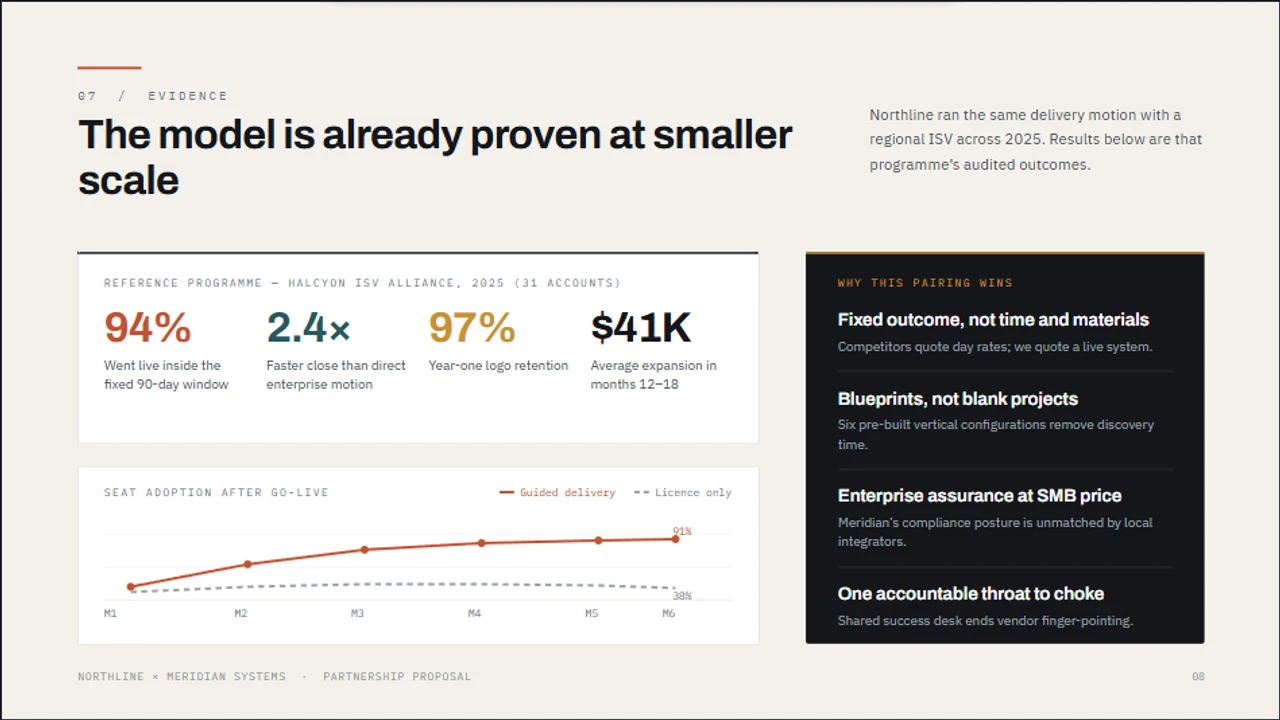 07 / EVIDENCE
The model is already proven at smaller
scale
Northline ran the same delivery motion with a
regional ISV across 2025. Results below are that
programme’s audited outcomes.
REFERENCE PROGRAMME — HALCYON ISV ALLIANCE, 2025 (31 ACCOUNTS)
94%
Went live inside the
fixed 90-day window
2.4×
Faster close than direct
enterprise motion
97%
Year-one logo retention
$41K
Average expansion in
months 12–18
SEAT ADOPTION AFTER GO-LIVE
Guided delivery
Licence only
91%
38%
M1 M2 M3 M4 M5 M6
WHY THIS PAIRING WINS
Fixed outcome, not time and materials
Competitors quote day rates; we quote a live system.
Blueprints, not blank projects
Six pre-built vertical configurations remove discovery
time.
Enterprise assurance at SMB price
Meridian’s compliance posture is unmatched by local
integrators.
One accountable throat to choke
Shared success desk ends vendor finger-pointing.
NORTHLINE × MERIDIAN SYSTEMS · PARTNERSHIP PROPOSAL
08